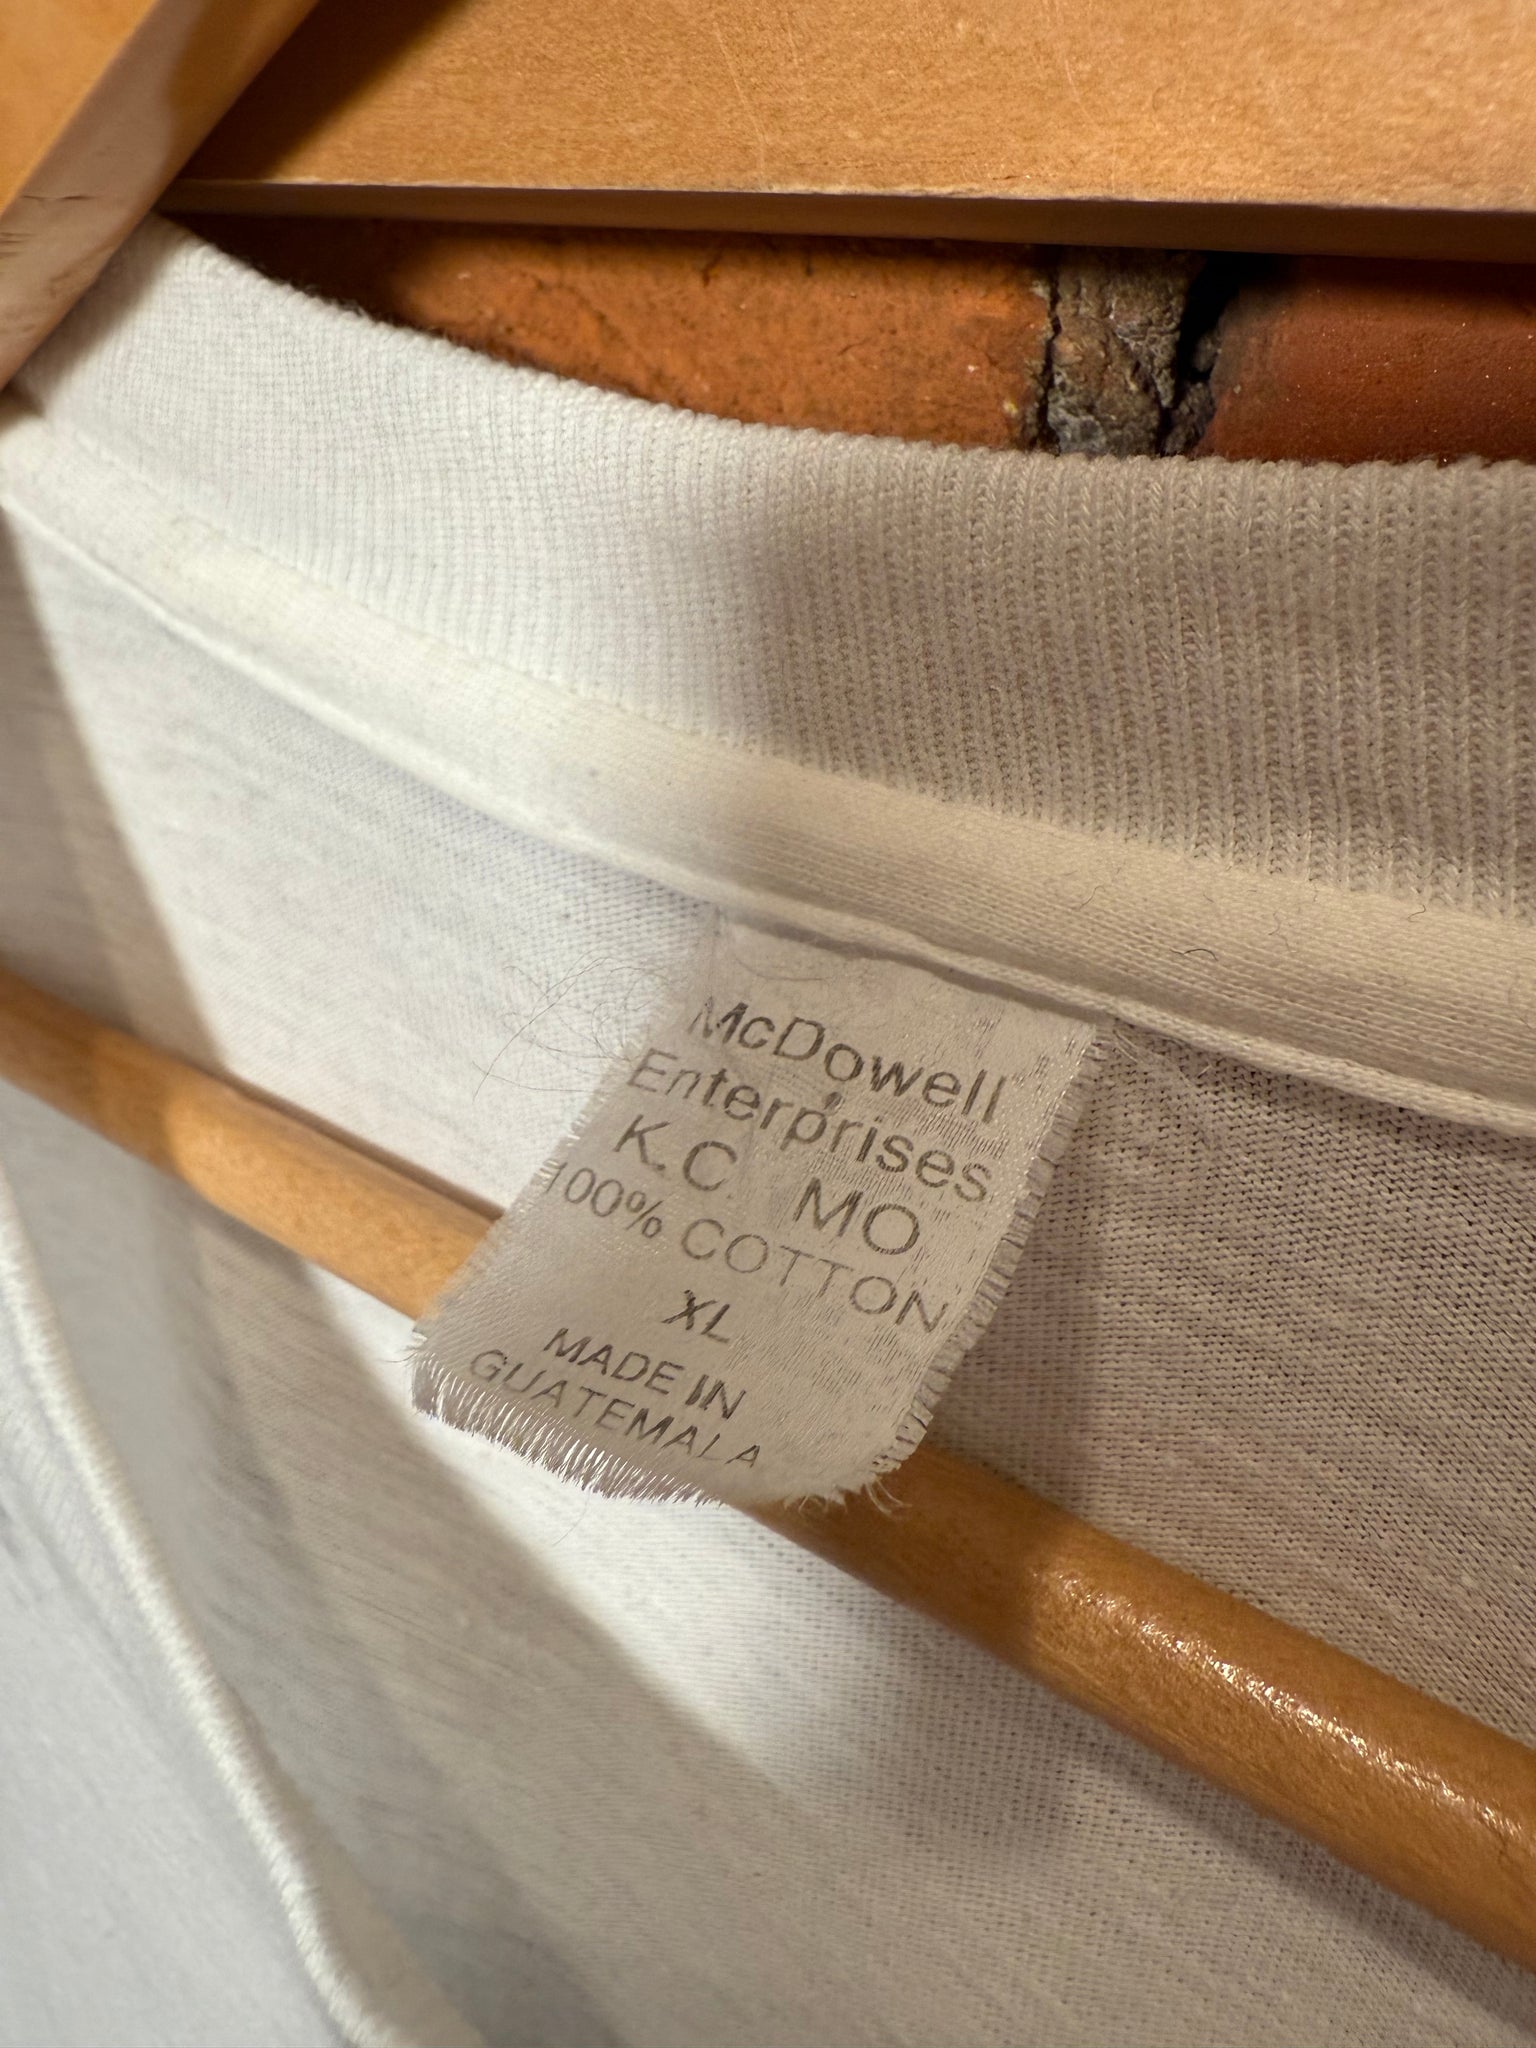 McDowell
Enterprises
K.C. MO
100% COTTON
XL
MADE IN
GUATEMALA